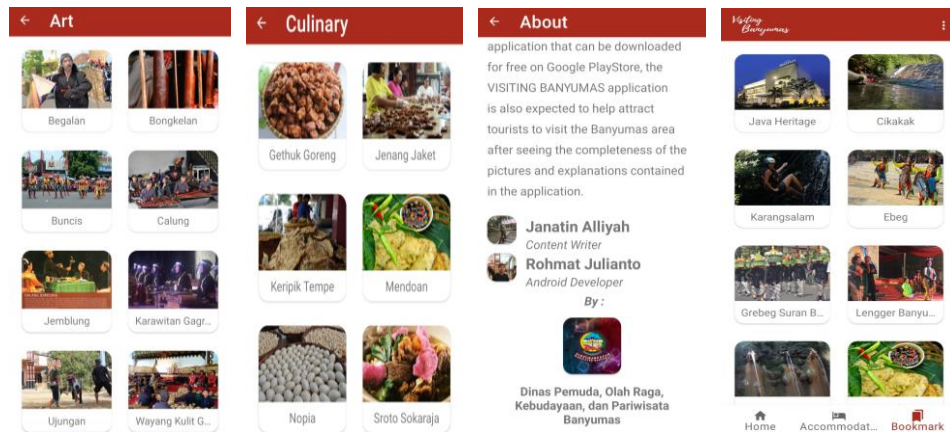 Art
Begalan
Bongkelan
Buncis
Calung
Jemblung
Karawitan Gagr...
Ujungan
Wayang Kulit G...
Culinary
Gethuk Goreng
Jenang Jaket
Keripik Tempe
Mendoan
Nopia
Sroto Sokaraja
About
application that can be downloaded
for free on Google PlayStore, the
VISITING BANYUMAS application
is also expected to help attract
tourists to visit the Banyumas area
after seeing the completeness of the
pictures and explanations contained
in the application.
Janatin Alliyah
Content Writer
Rohmat Julianto
Android Developer
By :
Dinas Pemuda, Olah Raga,
Kebudayaan, dan Pariwisata
Banyumas
Visiting
Banyumas
Java Heritage
Cikakak
Karangsalam
Ebeg
Grebeg Suran B...
Lengger Banyu...
Home
Accommodat...
Bookmark